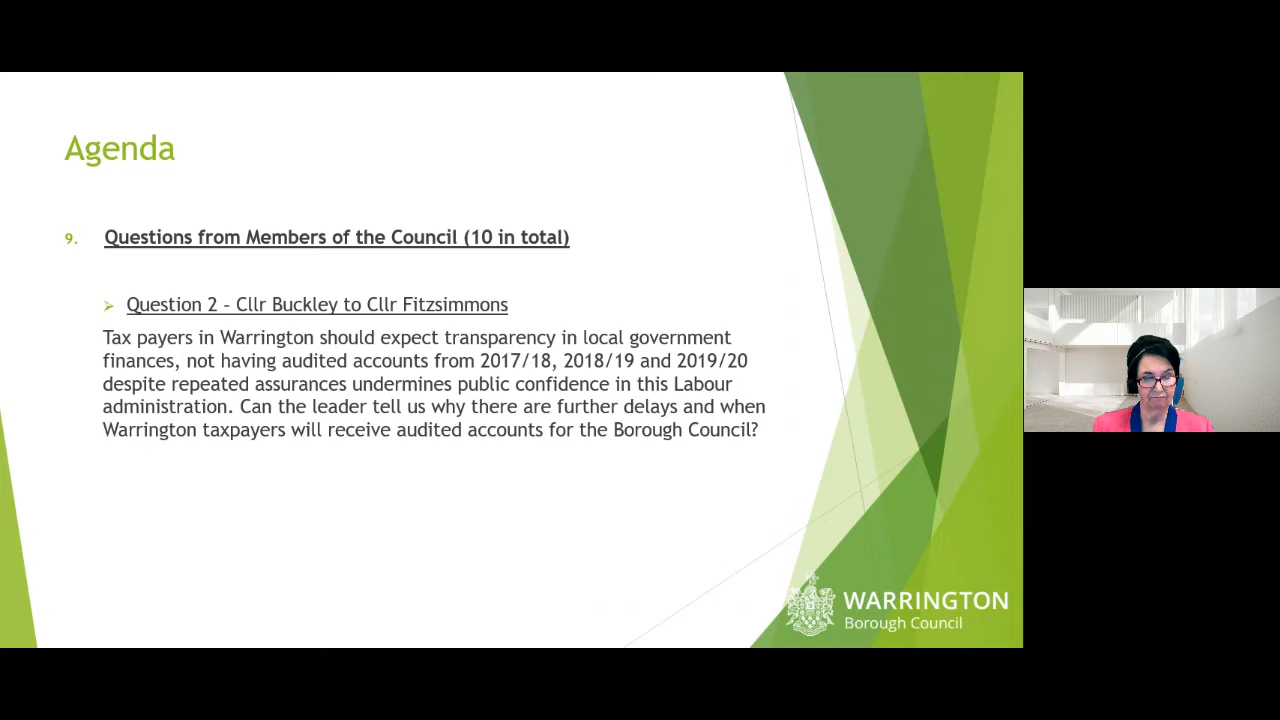 Agenda
9. Questions from Members of the Council (10 in total)
➢ Question 2 – Cllr Buckley to Cllr Fitzsimmons
Tax payers in Warrington should expect transparency in local government
finances, not having audited accounts from 2017/18, 2018/19 and 2019/20
despite repeated assurances undermines public confidence in this Labour
administration. Can the leader tell us why there are further delays and when
Warrington taxpayers will receive audited accounts for the Borough Council?
WARRINGTON
Borough Council